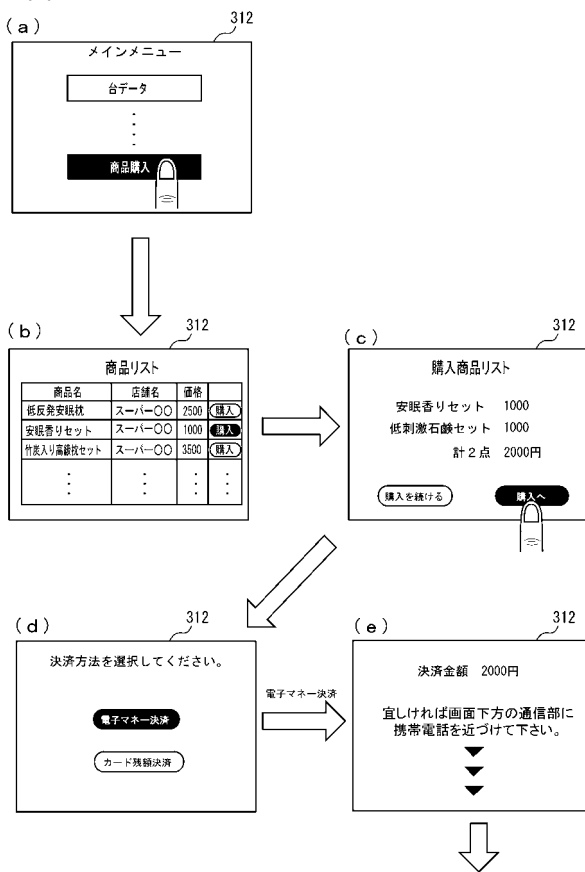 (a)
312
メインメニュー
台データ
商品購入
(b)
312
商品リスト
商品名 店舗名 価格
低反発安眠枕 スーパー〇〇 2500 購入
安眠香りセット スーパー〇〇 1000 購入
竹炭入り高級枕セット スーパー〇〇 3500 購入
(c)
312
購入商品リスト
安眠香りセット 1000
低刺激石鹸セット 1000
計2点 2000円
購入を続ける 購入へ
(d)
312
決済方法を選択してください。
電子マネー決済
カード残額決済
電子マネー決済
(e)
312
決済金額 2000円
宜しければ画面下方の通信部に
携帯電話を近づけて下さい。